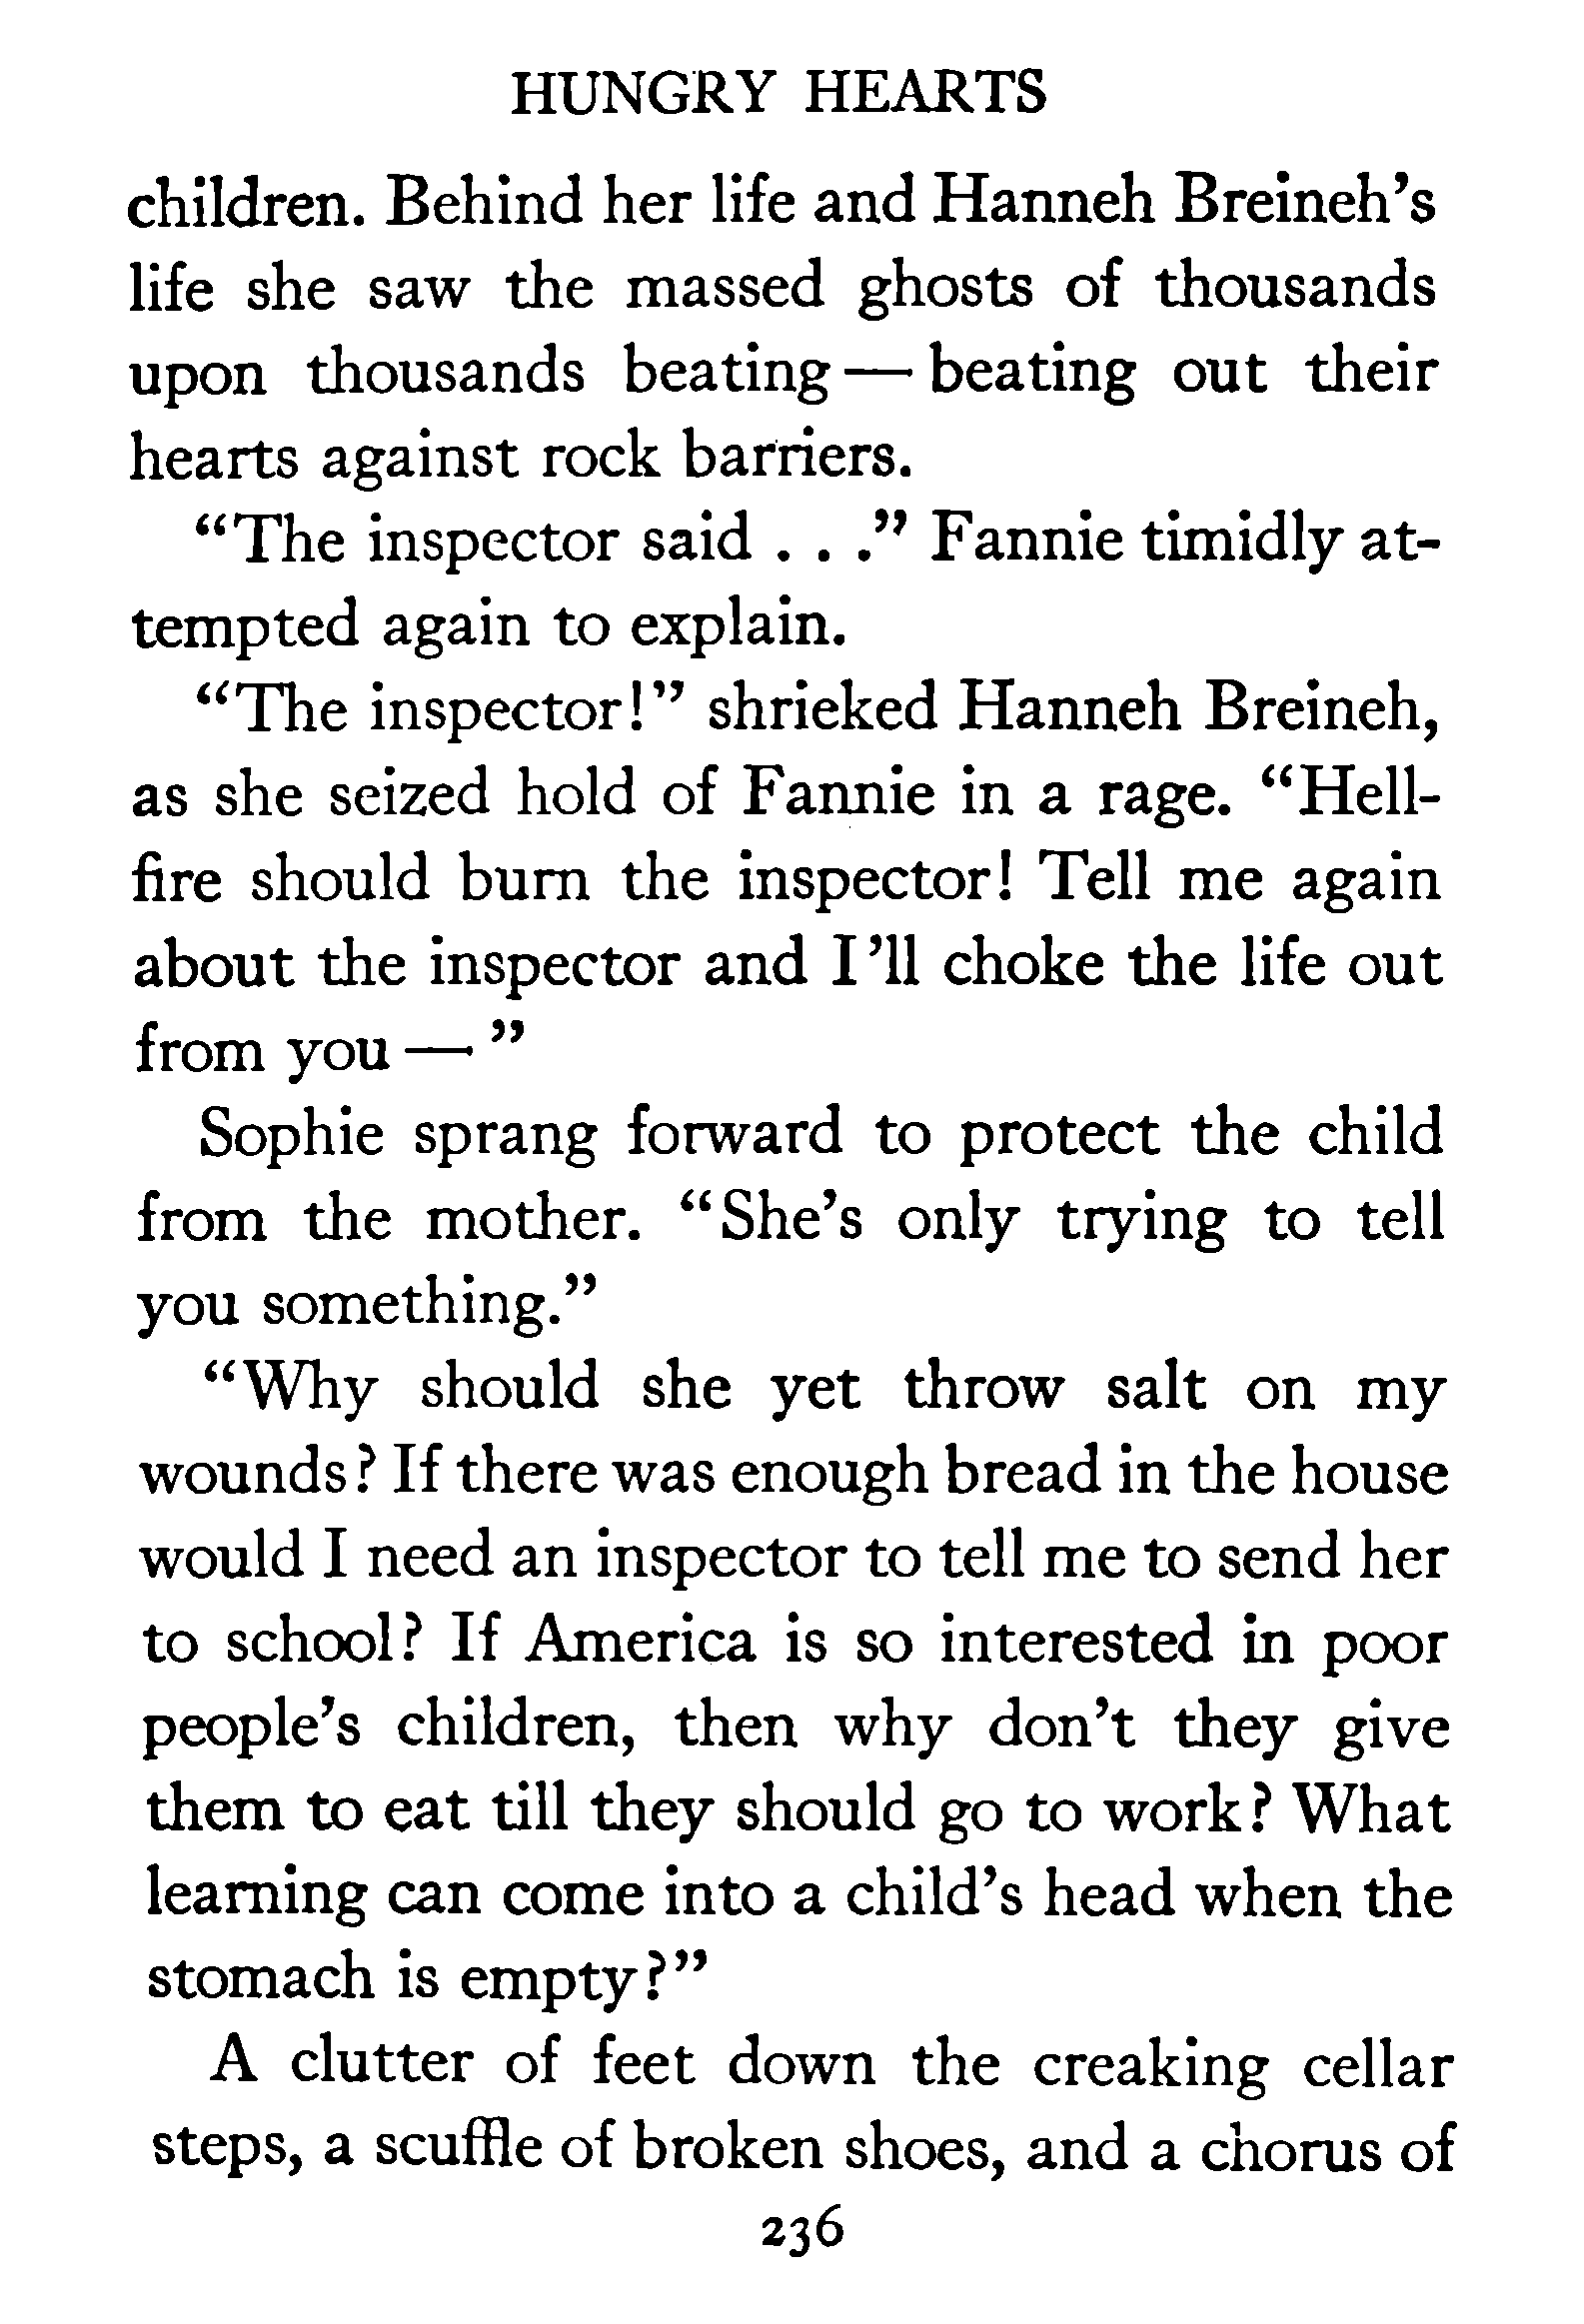 HUNGRY HEARTS
children. Behind her life and Hanneh Breineh's
life she saw the massed ghosts of thousands
upon thousands beating — beating out their
hearts against rock barriers.
"The inspector said . . ." Fannie timidly at-
tempted again to explain.
"The inspector!" shrieked Hanneh Breineh,
as she seized hold of Fannie in a rage. "Hell-
fire should burn the inspector! Tell me again
about the inspector and I'll choke the life out
from you — "
Sophie sprang forward to protect the child
from the mother. "She's only trying to tell
you something."
"Why should she yet throw salt on my
wounds? If there was enough bread in the house
would I need an inspector to tell me to send her
to school? If America is so interested in poor
people's children, then why don't they give
them to eat till they should go to work? What
learning can come into a child's head when the
stomach is empty?"
A clutter of feet down the creaking cellar
steps, a scuffle of broken shoes, and a chorus of
236